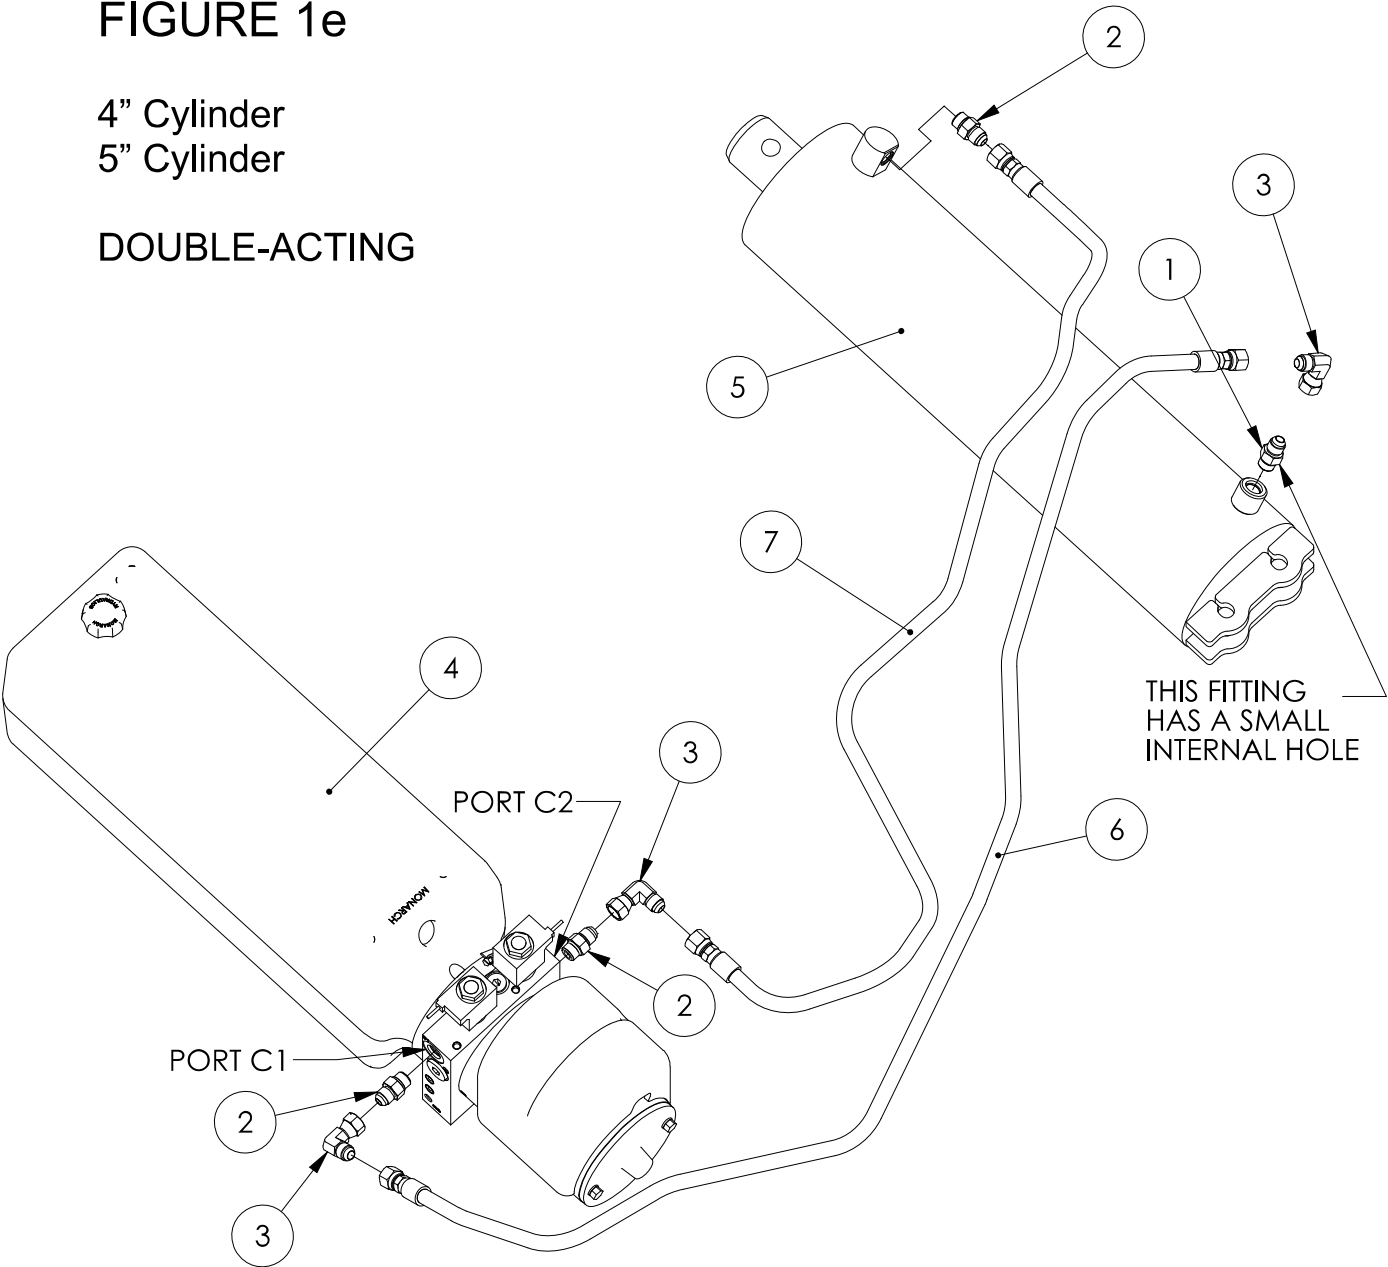 FIGURE 1e
4” Cylinder
5” Cylinder
DOUBLE-ACTING
2
3
1
5
7
4
THIS FITTING
HAS A SMALL
INTERNAL HOLE
3
PORT C2
6
MONARCH
2
PORT C1
2
3